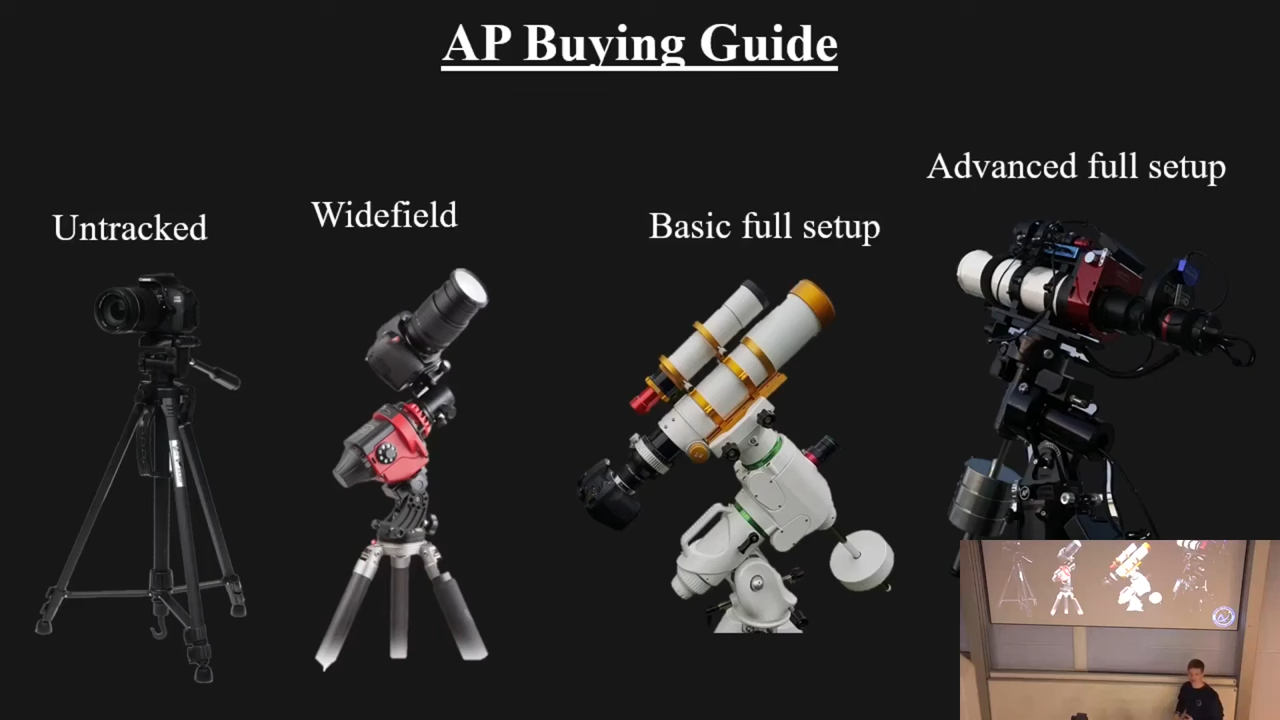 AP Buying Guide
Untracked
Widefield
Basic full setup
Advanced full setup